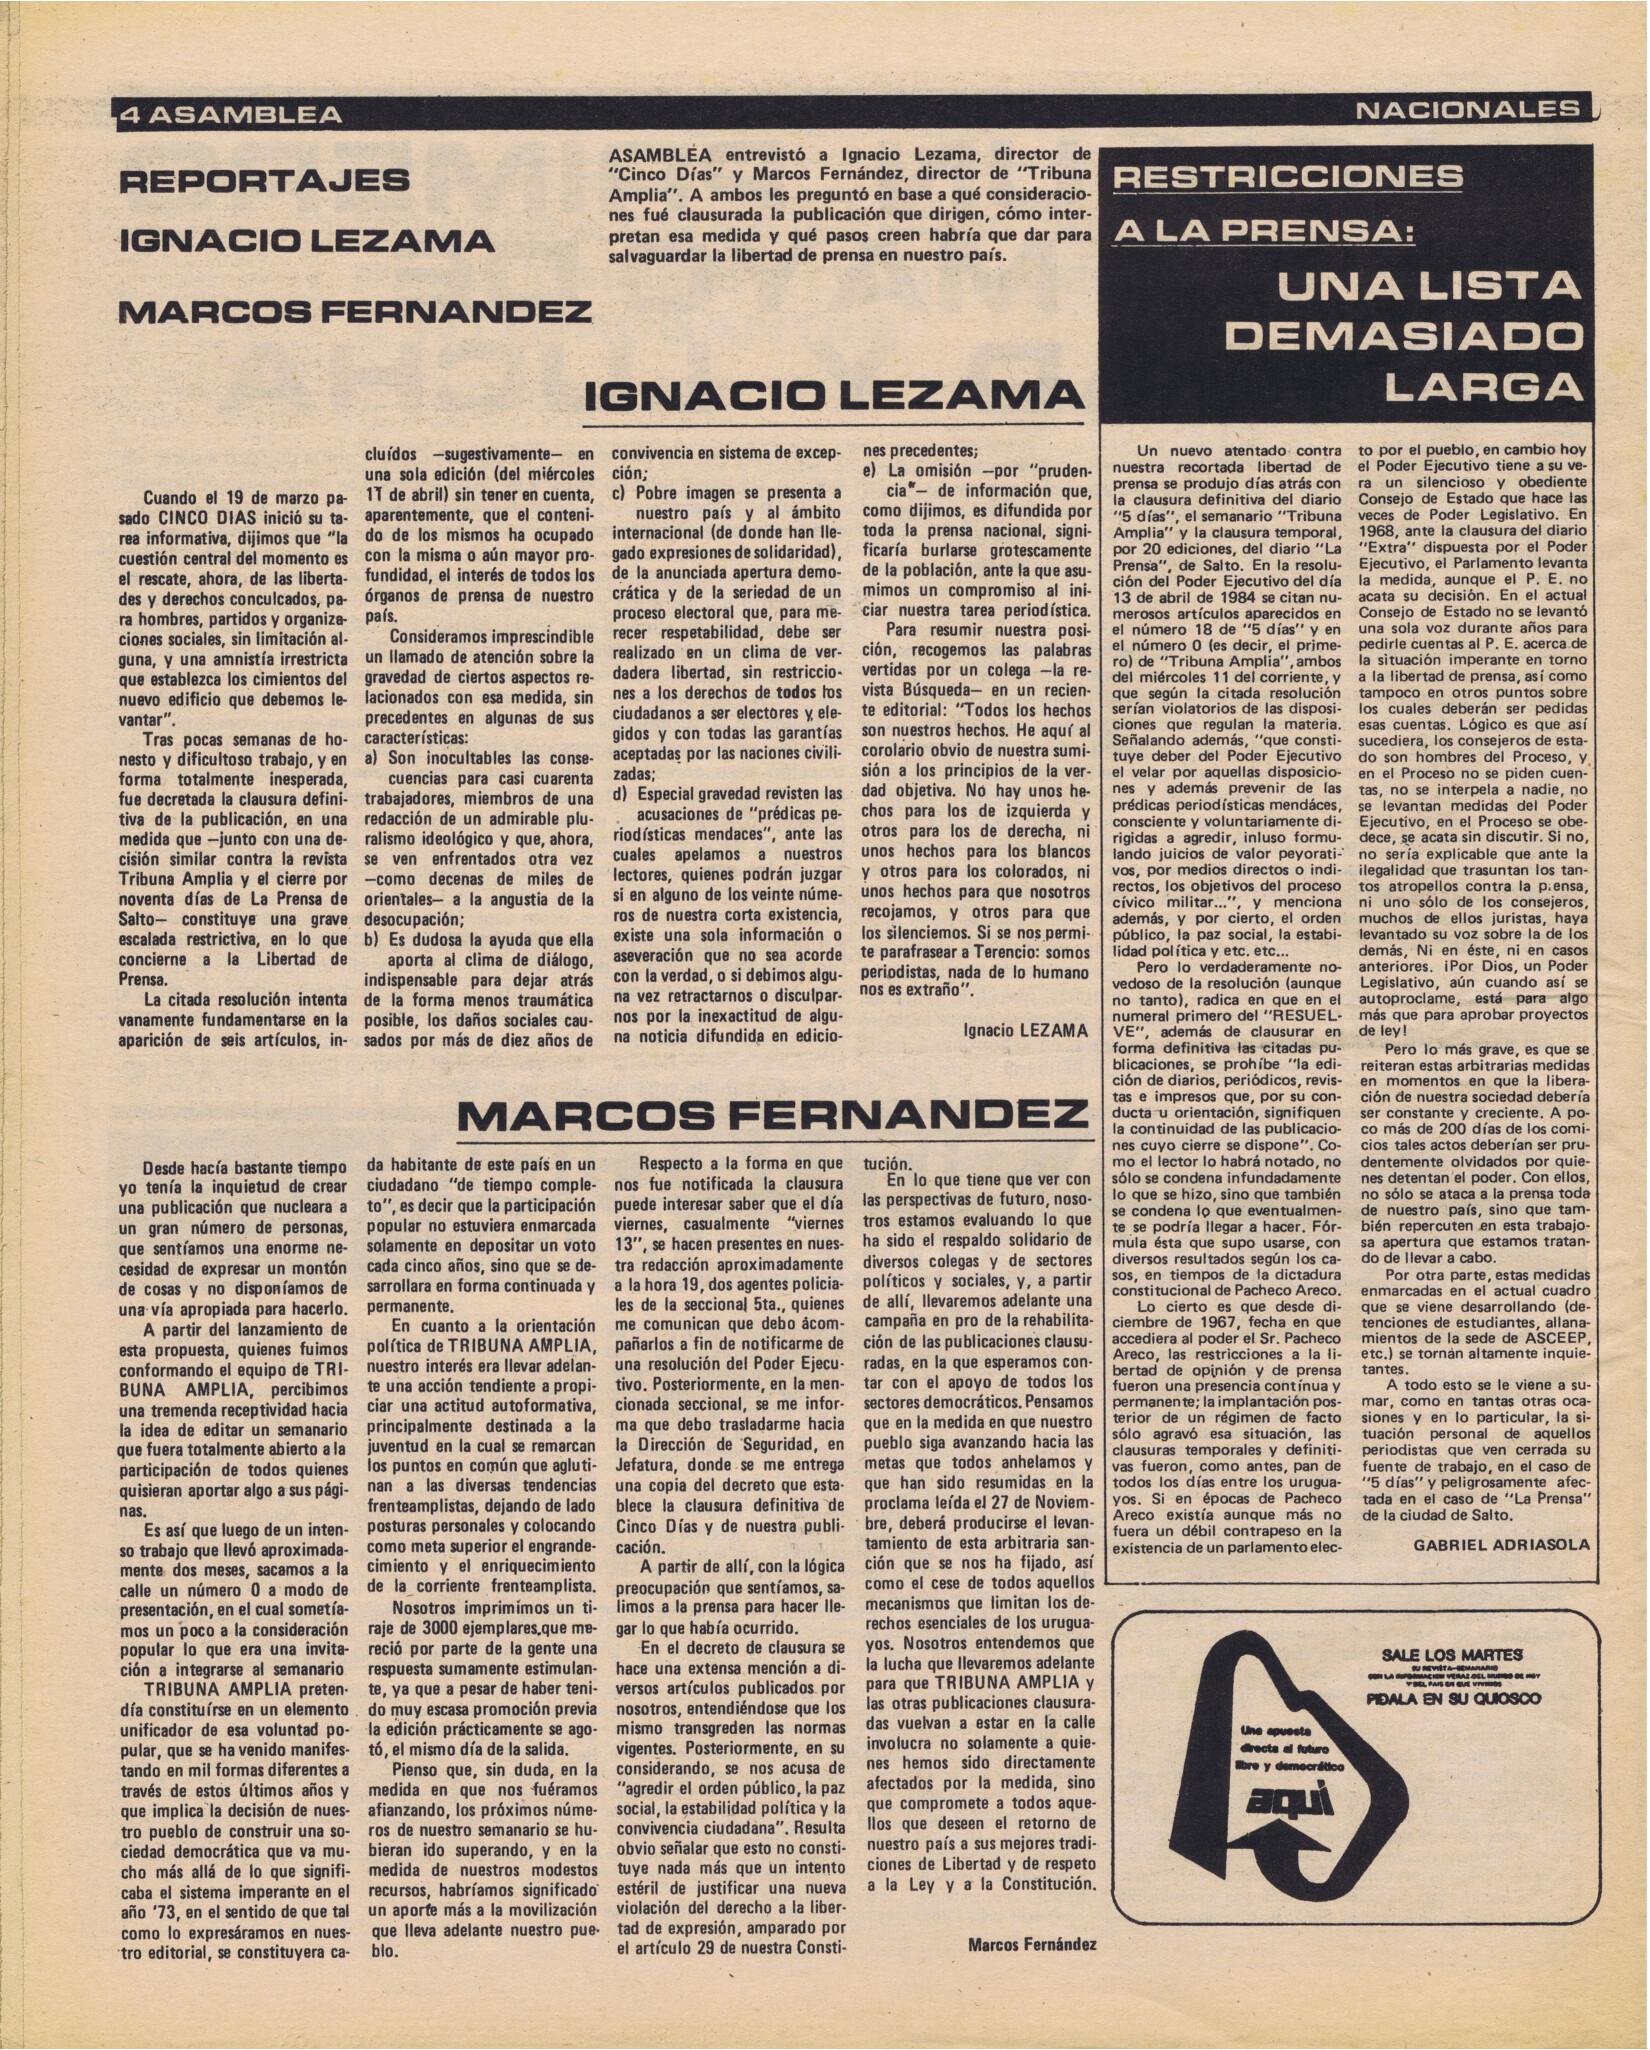 4 ASAMBLEA
NACIONALES
REPORTAJES
IGNACIO LEZAMA
MARCOS FERNANDEZ
ASAMBLEA entrevistó a Ignacio Lezama, director de
"Cinco Días" y Marcos Fernández, director de "Tribuna
Amplia". A ambos les preguntó en base a qué consideracio-
nes fué clausurada la publicación que dirigen, cómo inter-
pretan esa medida y qué pasos creen habría que dar para
salvaguardar la libertad de prensa en nuestro país.
IGNACIO LEZAMA
Cuando el 19 de marzo pa-
sado CINCO DIAS inició su ta-
rea informativa, dijimos que "la
cuestión central del momento es
el rescate, ahora, de las liberta-
des y derechos conculcados, pa-
ra hombres, partidos y organiza-
ciones sociales, sin limitación al-
guna, y una amnistía irrestricta
que establezca los cimientos del
nuevo edificio que debemos le-
vantar".
Tras pocas semanas de ho-
nesto y dificultoso trabajo, y en
forma totalmente inesperada,
fue decretada la clausura defini-
tiva de la publicación, en una
medida que —junto con una de-
cisión similar contra la revista
Tribuna Amplia y el cierre por
noventa días de La Prensa de
Salto— constituye una grave
escalada restrictiva, en lo que
concierne a la Libertad de
Prensa.
La citada resolución intenta
vanamente fundamentarse en la
aparición de seis artículos, in-
cluídos —sugestivamente— en
una sola edición (del miércoles
11 de abril) sin tener en cuenta,
aparentemente, que el conteni-
do de los mismos ha ocupado
con la misma o aún mayor pro-
fundidad, el interés de todos los
órganos de prensa de nuestro
país.
Consideramos imprescindible
un llamado de atención sobre la
gravedad de ciertos aspectos re-
lacionados con esa medida, sin
precedentes en algunas de sus
características:
a) Son inocultables las conse-
cuencias para casi cuarenta
trabajadores, miembros de una
redacción de un admirable plu-
ralismo ideológico y que, ahora,
se ven enfrentados otra vez
—como decenas de miles de
orientales— a la angustia de la
desocupación;
b) Es dudosa la ayuda que ella
aporta al clima de diálogo,
indispensable para dejar atrás
de la forma menos traumática
posible, los daños sociales cau-
sados por más de diez años de
convivencia en sistema de excep-
ción;
c) Pobre imagen se presenta a
nuestro país y al ámbito
internacional (de donde han lle-
gado expresiones de solidaridad),
de la anunciada apertura demo-
crática y de la seriedad de un
proceso electoral que, para me-
recer respetabilidad, debe ser
realizado en un clima de ver-
dadera libertad, sin restriccio-
nes a los derechos de todos los
ciudadanos a ser electores y ele-
gidos y con todas las garantías
aceptadas por las naciones civili-
zadas;
d) Especial gravedad revisten las
acusaciones de "prédicas pe-
riodísticas mendaces", ante las
cuales apelamos a nuestros
lectores, quienes podrán juzgar
si en alguno de los veinte núme-
ros de nuestra corta existencia,
existe una sola información o
aseveración que no sea acorde
con la verdad, o si debimos algu-
na vez retractarnos o disculpar-
nos por la inexactitud de algu-
na noticia difundida en edicio-
nes precedentes;
e) La omisión —por "pruden-
cia"— de información que,
como dijimos, es difundida por
toda la prensa nacional, signi-
ficaría burlarse grotescamente
de la población, ante la que asu-
mimos un compromiso al ini-
ciar nuestra tarea periodística.
Para resumir nuestra posi-
ción, recogemos las palabras
vertidas por un colega —la re-
vista Búsqueda— en un recien-
te editorial: "Todos los hechos
son nuestros hechos. He aquí al
corolario obvio de nuestra sumi-
sión a los principios de la ver-
dad objetiva. No hay unos he-
chos para los de izquierda y
otros para los de derecha, ni
unos hechos para los blancos
y otros para los colorados, ni
unos hechos para que nosotros
recojamos, y otros para que
los silenciemos. Si se nos permi-
te parafrasear a Terencio: somos
periodistas, nada de lo humano
nos es extraño".
Ignacio LEZAMA
MARCOS FERNANDEZ
Desde hacía bastante tiempo
yo tenía la inquietud de crear
una publicación que nucleara a
un gran número de personas,
que sentíamos una enorme ne-
cesidad de expresar un montón
de cosas y no disponíamos de
una vía apropiada para hacerlo.
A partir del lanzamiento de
esta propuesta, quienes fuimos
conformando el equipo de TRI-
BUNA AMPLIA, percibimos
una tremenda receptividad hacia
la idea de editar un semanario
que fuera totalmente abierto a la
participación de todos quienes
quisieran aportar algo a sus pági-
nas.
Es así que luego de un inten-
so trabajo que llevó aproximada-
mente dos meses, sacamos a la
calle un número 0 a modo de
presentación, en el cual sometía-
mos un poco a la consideración
popular lo que era una invita-
ción a integrarse al semanario
TRIBUNA AMPLIA preten-
día constituírse en un elemento
unificador de esa voluntad po-
pular, que se ha venido manifes-
tando en mil formas diferentes a
través de estos últimos años y
que implica la decisión de nues-
tro pueblo de construir una so-
ciedad democrática que va mu-
cho más allá de lo que signifi-
caba el sistema imperante en el
año '73, en el sentido de que tal
como lo expresáramos en nues-
tro editorial, se constituyera ca-
da habitante de este país en un
ciudadano "de tiempo comple-
to", es decir que la participación
popular no estuviera enmarcada
solamente en depositar un voto
cada cinco años, sino que se de-
sarrollara en forma continuada y
permanente.
En cuanto a la orientación
política de TRIBUNA AMPLIA,
nuestro interés era llevar adelan-
te una acción tendiente a propi-
ciar una actitud autoformativa,
principalmente destinada a la
juventud en la cual se remarcan
los puntos en común que agluti-
nan a las diversas tendencias
frenteamplistas, dejando de lado
posturas personales y colocando
como meta superior el engrande-
cimiento y el enriquecimiento
de la corriente frenteamplista.
Nosotros imprimimos un ti-
raje de 3000 ejemplares,que me-
reció por parte de la gente una
respuesta sumamente estimulan-
te, ya que a pesar de haber teni-
do muy escasa promoción previa
la edición prácticamente se ago-
tó, el mismo día de la salida.
Pienso que, sin duda, en la
medida en que nos fuéramos
afianzando, los próximos núme-
ros de nuestro semanario se hu-
bieran ido superando, y en la
medida de nuestros modestos
recursos, habríamos significado
un aporte más a la movilización
que lleva adelante nuestro pue-
blo.
Respecto a la forma en que
nos fue notificada la clausura
puede interesar saber que el día
viernes, casualmente "viernes
13", se hacen presentes en nues-
tra redacción aproximadamente
a la hora 19, dos agentes policia-
les de la seccional 5ta., quienes
me comunican que debo acom-
pañarlos a fin de notificarme de
una resolución del Poder Ejecu-
tivo. Posteriormente, en la men-
cionada seccional, se me infor-
ma que debo trasladarme hacia
la Dirección de Seguridad, en
Jefatura, donde se me entrega
una copia del decreto que esta-
blece la clausura definitiva de
Cinco Días y de nuestra publi-
cación.
A partir de allí, con la lógica
preocupación que sentíamos, sa-
limos a la prensa para hacer lle-
gar lo que había ocurrido.
En el decreto de clausura se
hace una extensa mención a di-
versos artículos publicados por
nosotros, entendiéndose que los
mismo transgreden las normas
vigentes. Posteriormente, en su
considerando, se nos acusa de
"agredir el orden público, la paz
social, la estabilidad política y la
convivencia ciudadana". Resulta
obvio señalar que esto no consti-
tuye nada más que un intento
estéril de justificar una nueva
violación del derecho a la liber-
tad de expresión, amparado por
el artículo 29 de nuestra Consti-
tución.
En lo que tiene que ver con
las perspectivas de futuro, noso-
tros estamos evaluando lo que
ha sido el respaldo solidario de
diversos colegas y de sectores
políticos y sociales, y, a partir
de allí, llevaremos adelante una
campaña en pro de la rehabilita-
ción de las publicaciones clausu-
radas, en la que esperamos con-
tar con el apoyo de todos los
sectores democráticos. Pensamos
que en la medida en que nuestro
pueblo siga avanzando hacia las
metas que todos anhelamos y
que han sido resumidas en la
proclama leída el 27 de Noviem-
bre, deberá producirse el levan-
tamiento de esta arbitraria san-
ción que se nos ha fijado, así
como el cese de todos aquellos
mecanismos que limitan los de-
rechos esenciales de los urugua-
yos. Nosotros entendemos que
la lucha que llevaremos adelante
para que TRIBUNA AMPLIA y
las otras publicaciones clausura-
das vuelvan a estar en la calle
involucra no solamente a quie-
nes hemos sido directamente
afectados por la medida, sino
que compromete a todos aque-
llos que deseen el retorno de
nuestro país a sus mejores tradi-
ciones de Libertad y de respeto
a la Ley y a la Constitución.
Marcos Fernández
RESTRICCIONES
A LA PRENSA:
UNA LISTA
DEMASIADO
LARGA
Un nuevo atentado contra
nuestra recortada libertad de
prensa se produjo días atrás con
la clausura definitiva del diario
"5 días", el semanario "Tribuna
Amplia" y la clausura temporal,
por 20 ediciones, del diario "La
Prensa", de Salto. En la resolu-
ción del Poder Ejecutivo del día
13 de abril de 1984 se citan nu-
merosos artículos aparecidos en
el número 18 de "5 días" y en
el número 0 (es decir, el prime-
ro) de "Tribuna Amplia", ambos
del miércoles 11 del corriente, y
que según la citada resolución
serían violatorios de las disposi-
ciones que regulan la materia.
Señalando además, "que consti-
tuye deber del Poder Ejecutivo
el velar por aquellas disposicio-
nes y además prevenir de las
prédicas periodísticas mendáces,
consciente y voluntariamente di-
rigidas a agredir, inluso formu-
lando juicios de valor peyorati-
vos, por medios directos o indi-
rectos, los objetivos del proceso
cívico militar...", y menciona
además, y por cierto, el orden
público, la paz social, la estabi-
lidad política y etc. etc...
Pero lo verdaderamente no-
vedoso de la resolución (aunque
no tanto), radica en que en el
numeral primero del "RESUEL-
VE", además de clausurar en
forma definitiva las citadas pu-
blicaciones, se prohíbe "la edi-
ción de diarios, periódicos, revis-
tas e impresos que, por su con-
ducta u orientación, signifiquen
la continuidad de las publicacio-
nes cuyo cierre se dispone". Co-
mo el lector lo habrá notado, no
sólo se condena infundadamente
lo que se hizo, sino que también
se condena lo que eventualmen-
te se podría llegar a hacer. Fór-
mula ésta que supo usarse, con
diversos resultados según los ca-
sos, en tiempos de la dictadura
constitucional de Pacheco Areco.
Lo cierto es que desde di-
ciembre de 1967, fecha en que
accediera al poder el Sr. Pacheco
Areco, las restricciones a la li-
bertad de opinión y de prensa
fueron una presencia contínua y
permanente; la implantación pos-
terior de un régimen de facto
sólo agravó esa situación, las
clausuras temporales y definiti-
vas fueron, como antes, pan de
todos los días entre los urugua-
yos. Si en épocas de Pacheco
Areco existía aunque más no
fuera un débil contrapeso en la
existencia de un parlamento elec-
to por el pueblo, en cambio hoy
el Poder Ejecutivo tiene a su ve-
ra un silencioso y obediente
Consejo de Estado que hace las
veces de Poder Legislativo. En
1968, ante la clausura del diario
"Extra" dispuesta por el Poder
Ejecutivo, el Parlamento levanta
la medida, aunque el P. E. no
acata su decisión. En el actual
Consejo de Estado no se levantó
una sola voz durante años para
pedirle cuentas al P. E. acerca de
la situación imperante en torno
a la libertad de prensa, así como
tampoco en otros puntos sobre
los cuales deberán ser pedidas
esas cuentas. Lógico es que así
sucediera, los consejeros de esta-
do son hombres del Proceso, y
en el Proceso no se piden cuen-
tas, no se interpela a nadie, no
se levantan medidas del Poder
Ejecutivo, en el Proceso se obe-
dece, se acata sin discutir. Si no,
no sería explicable que ante la
ilegalidad que trasuntan los tan-
tos atropellos contra la prensa,
ni uno sólo de los consejeros,
muchos de ellos juristas, haya
levantado su voz sobre la de los
demás, Ni en éste, ni en casos
anteriores. ¡Por Dios, un Poder
Legislativo, aún cuando así se
autoproclame, está para algo
más que para aprobar proyectos
de ley!
Pero lo más grave, es que se
reiteran estas arbitrarias medidas
en momentos en que la libera-
ción de nuestra sociedad debería
ser constante y creciente. A po-
co más de 200 días de los comi-
cios tales actos deberían ser pru-
dentemente olvidados por quie-
nes detentan el poder. Con ellos,
no sólo se ataca a la prensa toda
de nuestro país, sino que tam-
bién repercuten en esta trabajo-
sa apertura que estamos tratan-
do de llevar a cabo.
Por otra parte, estas medidas
enmarcadas en el actual cuadro
que se viene desarrollando (de-
tenciones de estudiantes, allana-
mientos de la sede de ASCEEP,
etc.) se tornán altamente inquie-
tantes.
A todo esto se le viene a su-
mar, como en tantas otras oca-
siones y en lo particular, la si-
tuación personal de aquellos
periodistas que ven cerrada su
fuente de trabajo, en el caso de
"5 días" y peligrosamente afec-
tada en el caso de "La Prensa"
de la ciudad de Salto.
GABRIEL ADRIASOLA
SALE LOS MARTES
SU REVISTA-SEMANARIO
CON LA INFORMACION VERAZ DEL MUNDO DE HOY
Y DEL PAIS EN QUE VIVIMOS
PIDALA EN SU QUIOSCO
Una apuesta
directa al futuro
libre y democrático
aquí